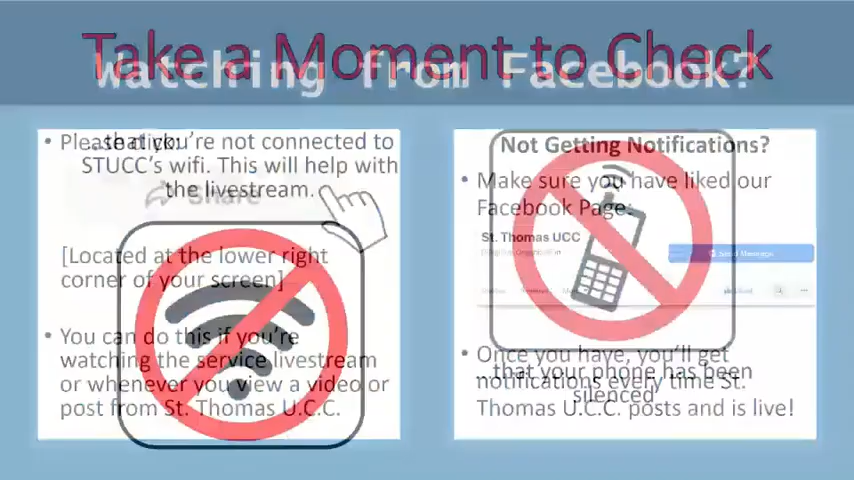 Take a Moment to Check
Watching from Facebook?
• Please click:
Share
[Located at the lower right
corner of your screen]
• You can do this if you’re
watching the service livestream
or whenever you view a video or
post from St. Thomas U.C.C.
...that you’re not connected to
STUCC’s wifi. This will help with
the livestream.
Not Getting Notifications?
• Make sure you have liked our
Facebook Page:
St. Thomas UCC
Send Message
• Once you have, you’ll get
notifications every time St.
Thomas U.C.C. posts and is live!
...that your phone has been
silenced